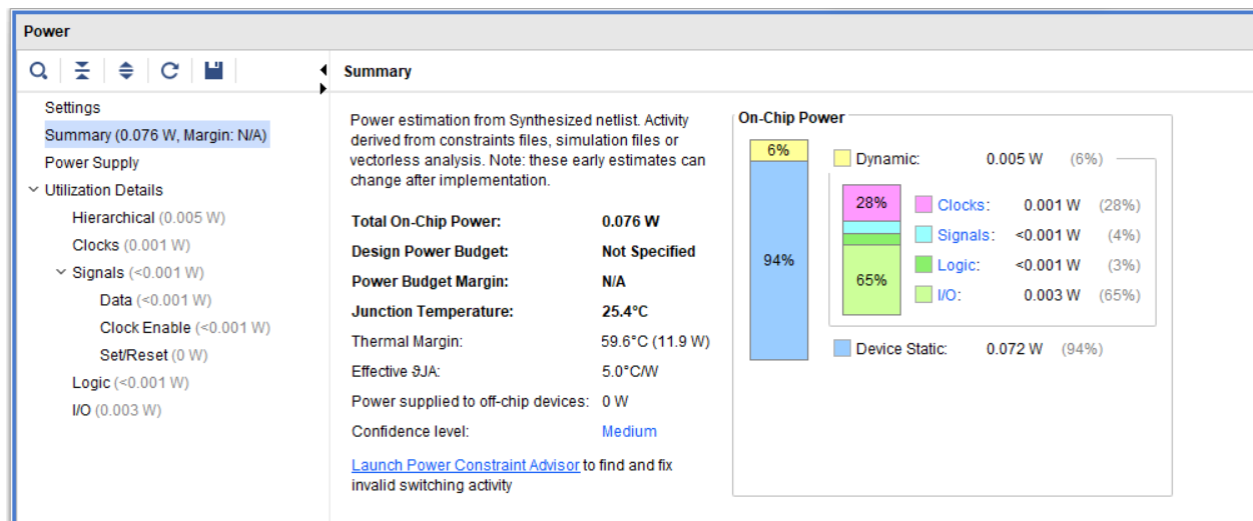 Power
Summary
Settings
Summary (0.076 W, Margin: N/A)
Power Supply
Utilization Details
Hierarchical (0.005 W)
Clocks (0.001 W)
Signals (<0.001 W)
Data (<0.001 W)
Clock Enable (<0.001 W)
Set/Reset (0 W)
Logic (<0.001 W)
I/O (0.003 W)
Power estimation from Synthesized netlist. Activity
derived from constraints files, simulation files or
vectorless analysis. Note: these early estimates can
change after implementation.
Total On-Chip Power: 0.076 W
Design Power Budget: Not Specified
Power Budget Margin: N/A
Junction Temperature: 25.4°C
Thermal Margin: 59.6°C (11.9 W)
Effective ϑJA: 5.0°C/W
Power supplied to off-chip devices: 0 W
Confidence level: Medium
Launch Power Constraint Advisor to find and fix
invalid switching activity
On-Chip Power
6%
94%
Dynamic: 0.005 W (6%)
28%
65%
Clocks: 0.001 W (28%)
Signals: <0.001 W (4%)
Logic: <0.001 W (3%)
I/O: 0.003 W (65%)
Device Static: 0.072 W (94%)